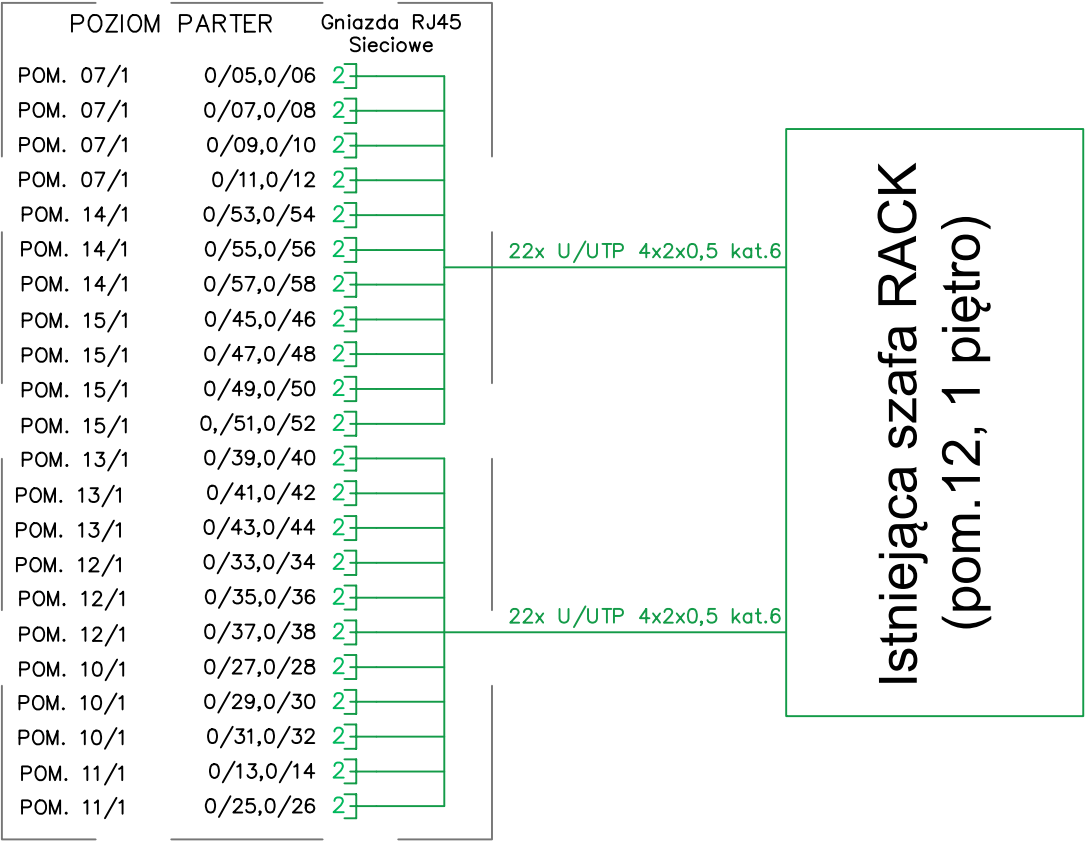 POZIOM PARTER Gniazda RJ45
Sieciowe
POM. 07/1 0/05,0/06 2
POM. 07/1 0/07,0/08 2
POM. 07/1 0/09,0/10 2
POM. 07/1 0/11,0/12 2
POM. 14/1 0/53,0/54 2
POM. 14/1 0/55,0/56 2
POM. 14/1 0/57,0/58 2
POM. 15/1 0/45,0/46 2
POM. 15/1 0/47,0/48 2
POM. 15/1 0/49,0/50 2
POM. 15/1 0,/51,0/52 2
POM. 13/1 0/39,0/40 2
POM. 13/1 0/41,0/42 2
POM. 13/1 0/43,0/44 2
POM. 12/1 0/33,0/34 2
POM. 12/1 0/35,0/36 2
POM. 12/1 0/37,0/38 2
POM. 10/1 0/27,0/28 2
POM. 10/1 0/29,0/30 2
POM. 10/1 0/31,0/32 2
POM. 11/1 0/13,0/14 2
POM. 11/1 0/25,0/26 2
22x U/UTP 4x2x0,5 kat.6
22x U/UTP 4x2x0,5 kat.6
Istniejąca szafa RACK
(pom.12, 1 piętro)